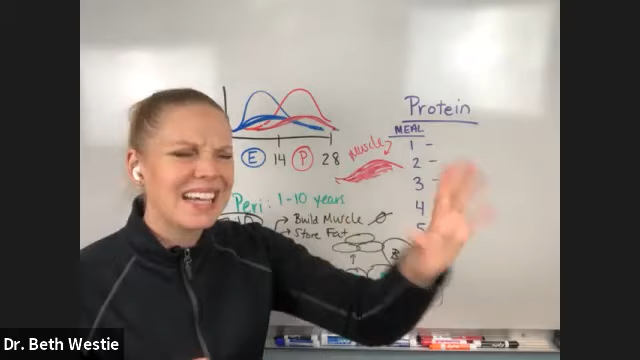 Protein
MEAL
1 -
2 -
3 -
4
5
Muscle
E 14 P 28
Peri: 1-10 years
→ Build Muscle
→ Store Fat
Dr. Beth Westie